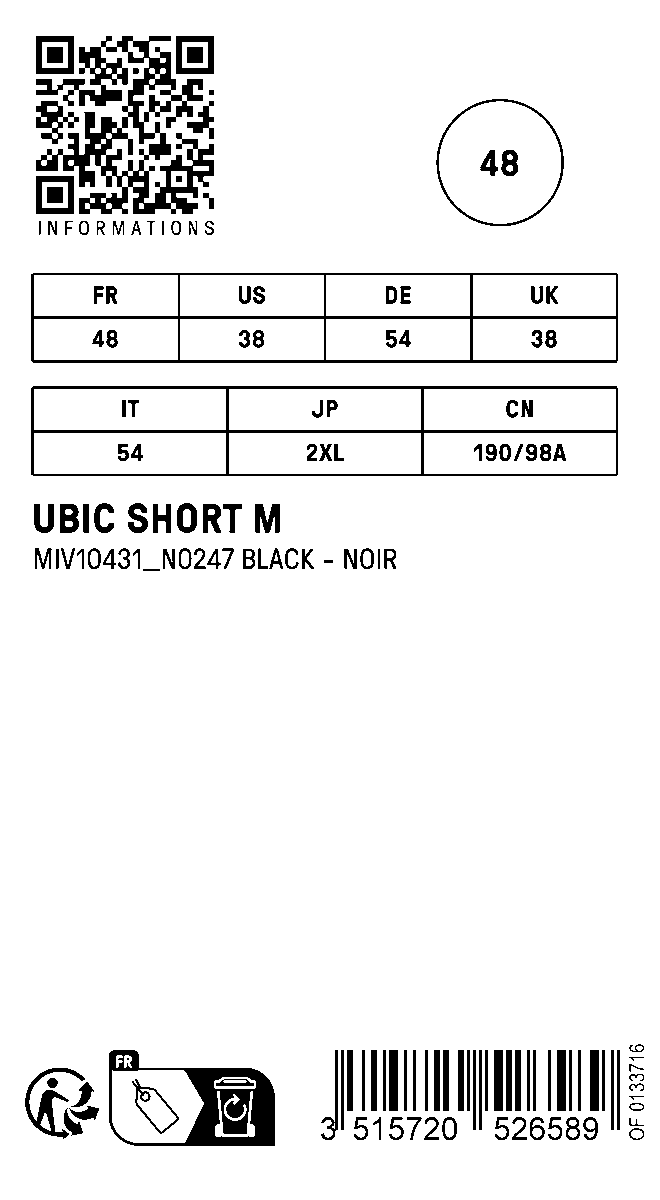 INFORMATIONS
48
FR US DE UK
48 38 54 38
IT JP CN
54 2XL 190/98A
UBIC SHORT M
MIV10431_N0247 BLACK - NOIR
FR
3 515720 526589
OF 0133716